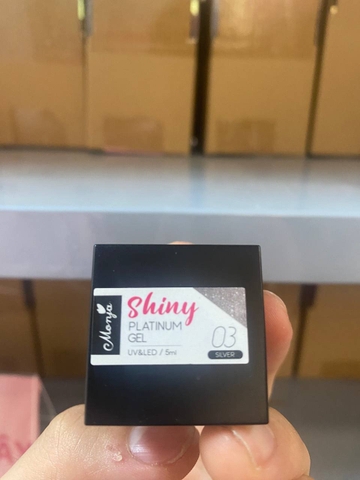 Monja
Shiny
PLATINUM
GEL
UV&LED / 5ml
03
SILVER